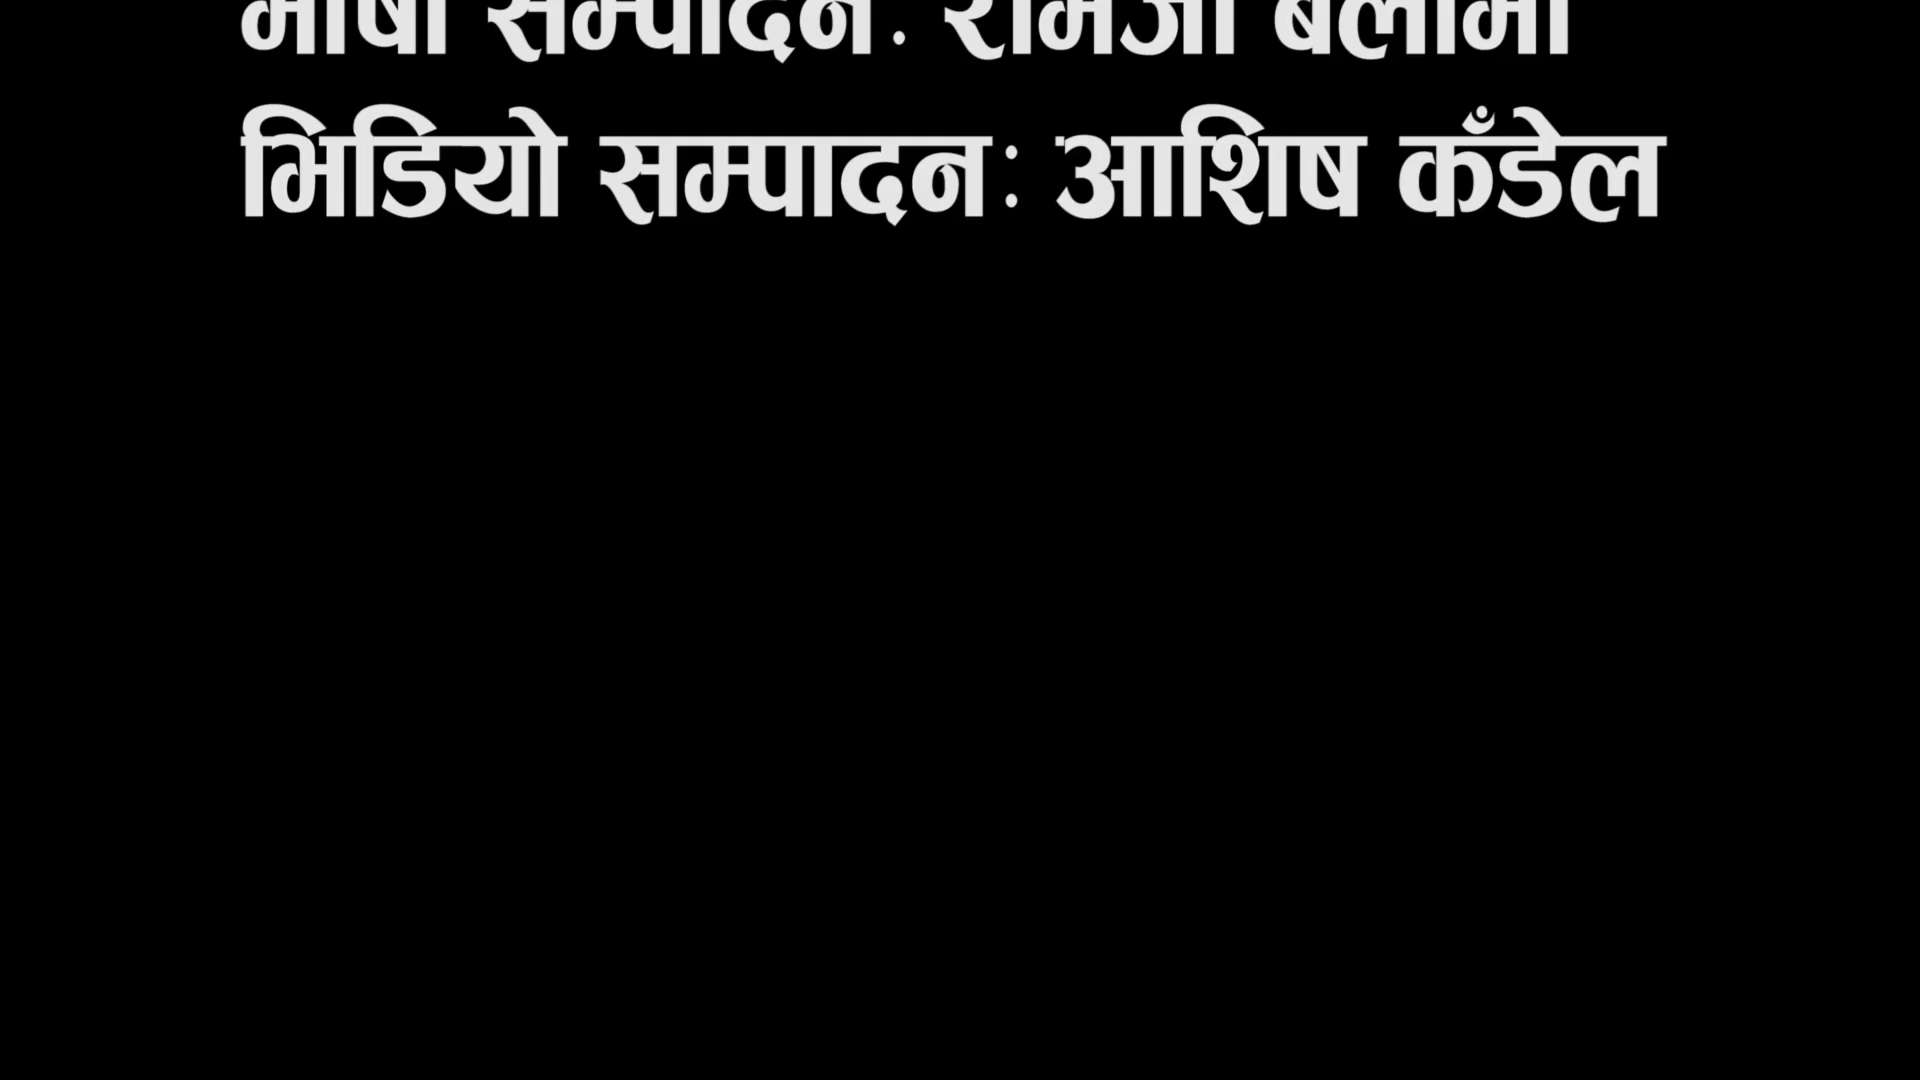 भाषा सम्पादन: रामजी बलामी
भिडियो सम्पादन: आशिष कँडेल